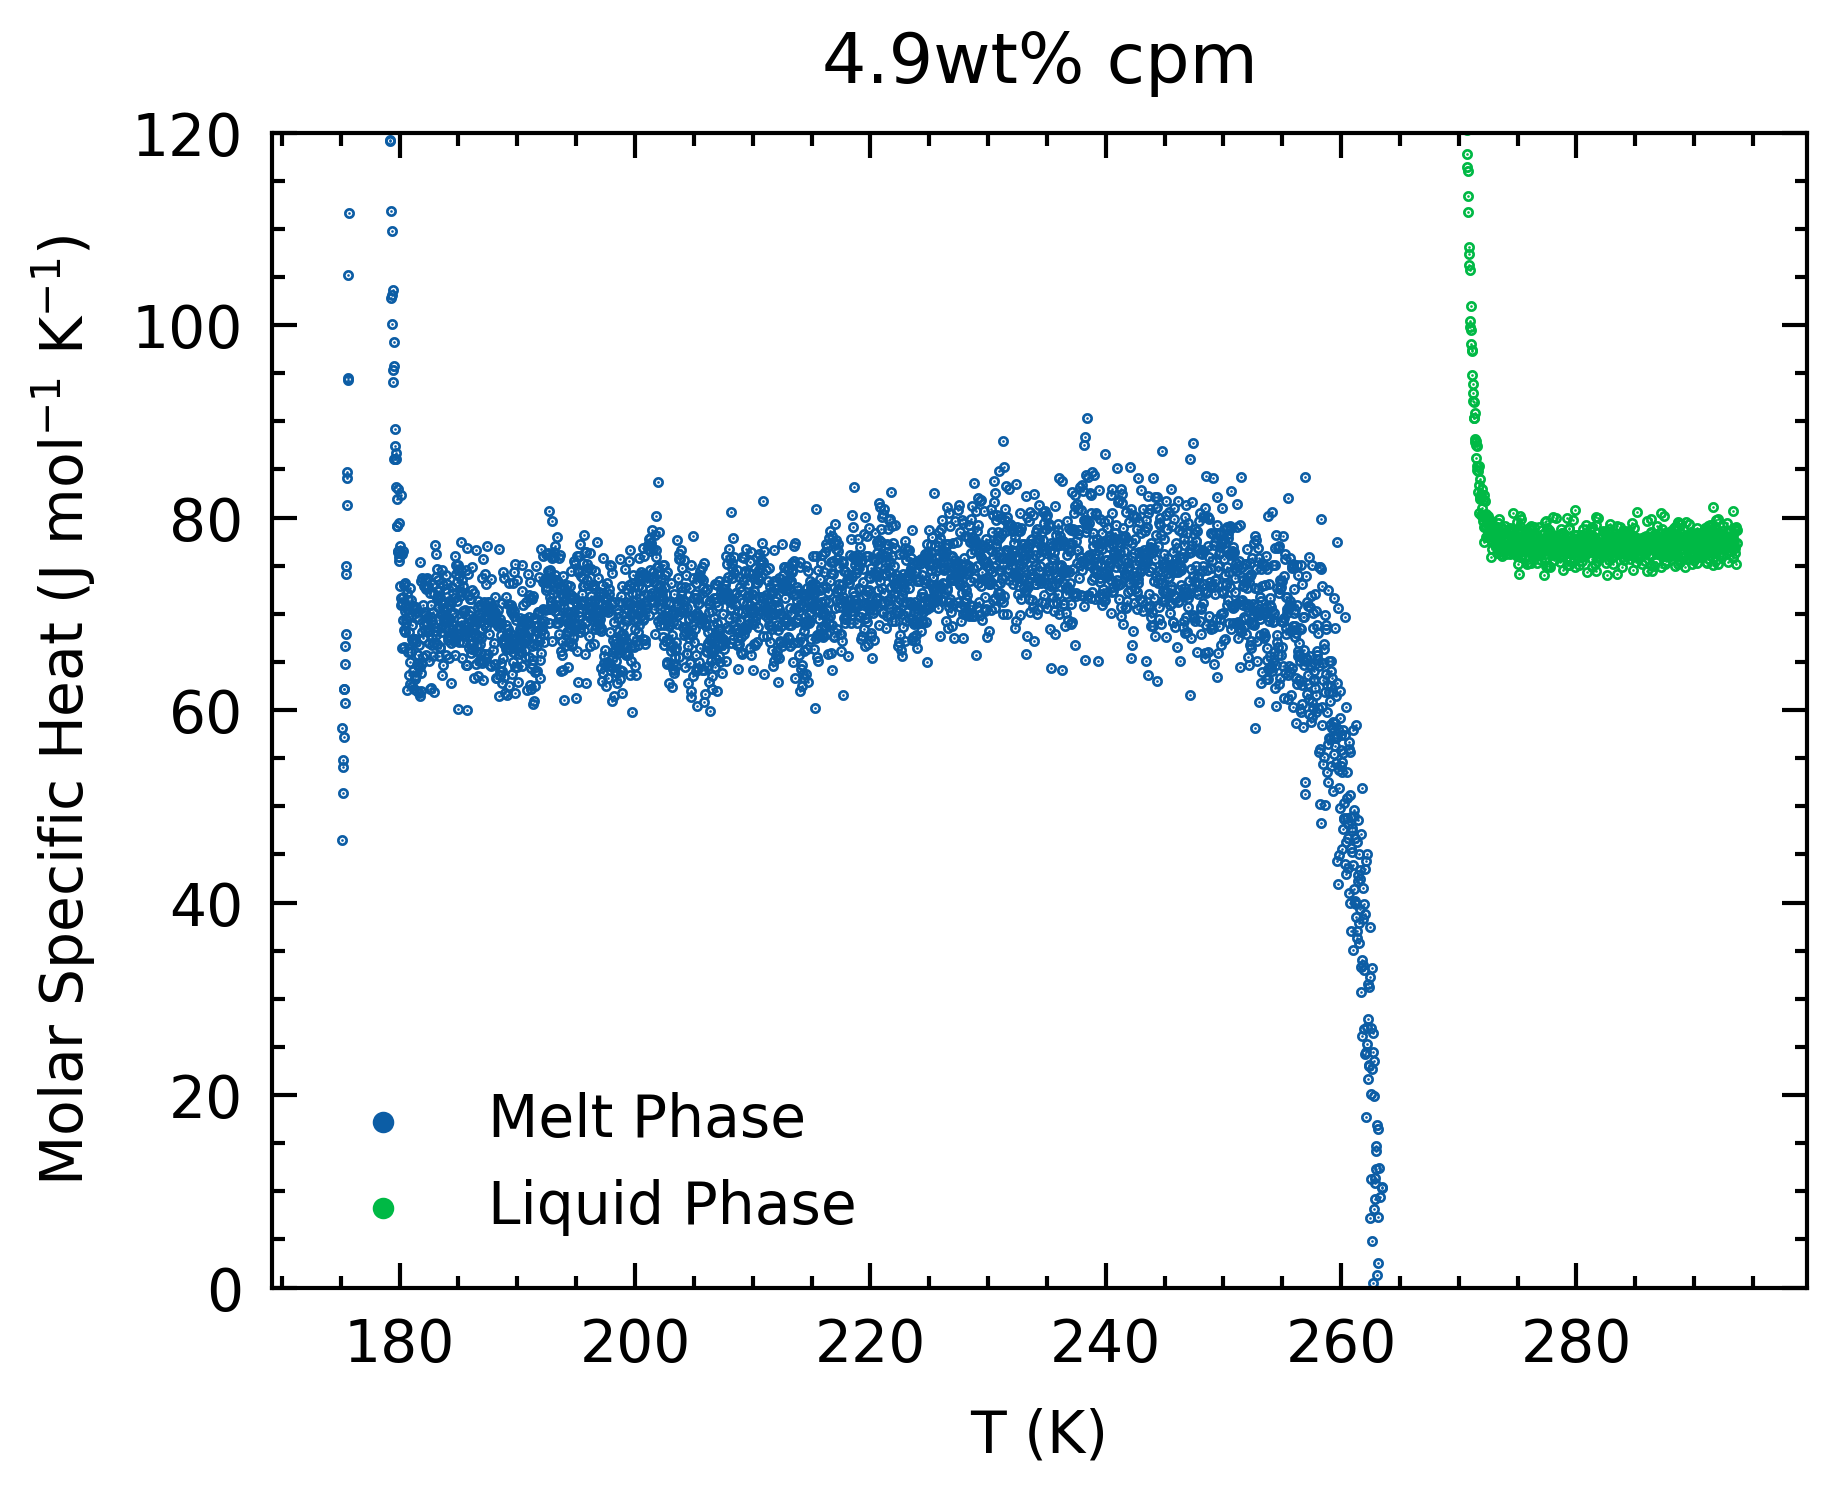 4.9wt% cpm
Molar Specific Heat (J mol⁻¹ K⁻¹)
120
100
80
60
40
20
0
Melt Phase
Liquid Phase
180 200 220 240 260 280
T (K)